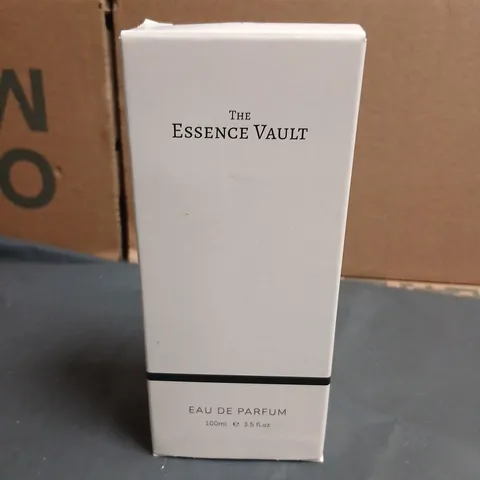 THE
ESSENCE VAULT
EAU DE PARFUM
100ml ℮ 3.5 fl.oz